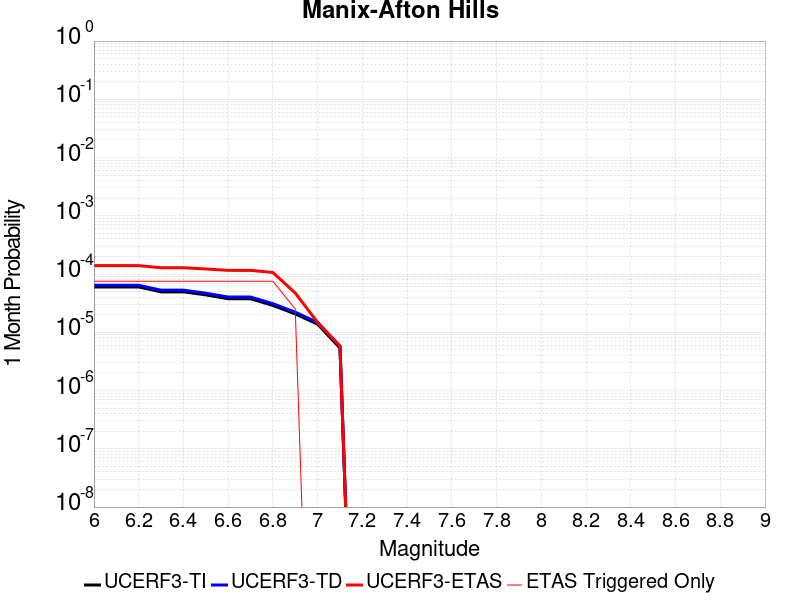 Manix-Afton Hills
10^0
10^-1
10^-2
10^-3
10^-4
10^-5
10^-6
10^-7
10^-8
1 Month Probability
6 6.2 6.4 6.6 6.8 7 7.2 7.4 7.6 7.8 8 8.2 8.4 8.6 8.8 9
Magnitude
UCERF3-TI UCERF3-TD UCERF3-ETAS ETAS Triggered Only